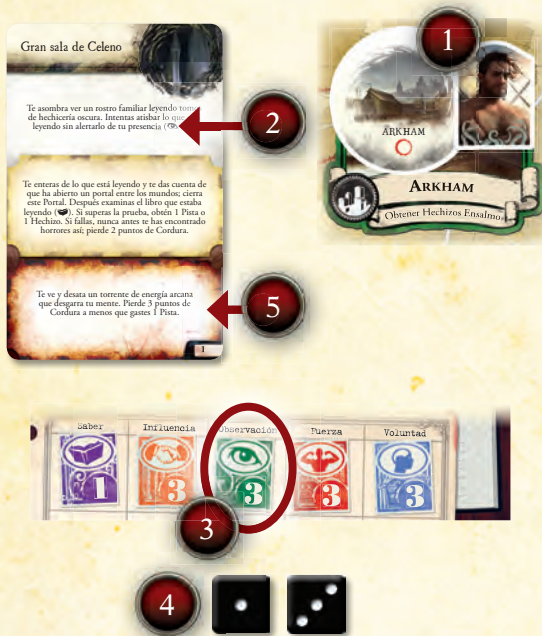 Gran sala de Celeno
Te asombra ver un rostro familiar leyendo
de hechicería oscura. Intentas atisbar lo que
leyendo sin alertarlo de tu presencia (
Te enteras de lo que está leyendo y te das cuenta de
que ha abierto un portal entre los mundos; cierra
este Portal. Después examinas el libro que estaba
leyendo ( ). Si superas la prueba, obtén 1 Pista o
1 Hechizo. Si fallas, nunca antes te has encontrado
horrores así; pierde 2 puntos de Cordura.
Te ve y desata un torrente de energía arcana
que desgarra tu mente. Pierde 3 puntos de
Cordura a menos que gastes 1 Pista.
1
2
5
1
ARKHAM
ARKHAM
Obtener Hechizos Ensalmos
Saber
Influencia
Observación
Fuerza
Voluntad
1
3
3
3
3
3
4